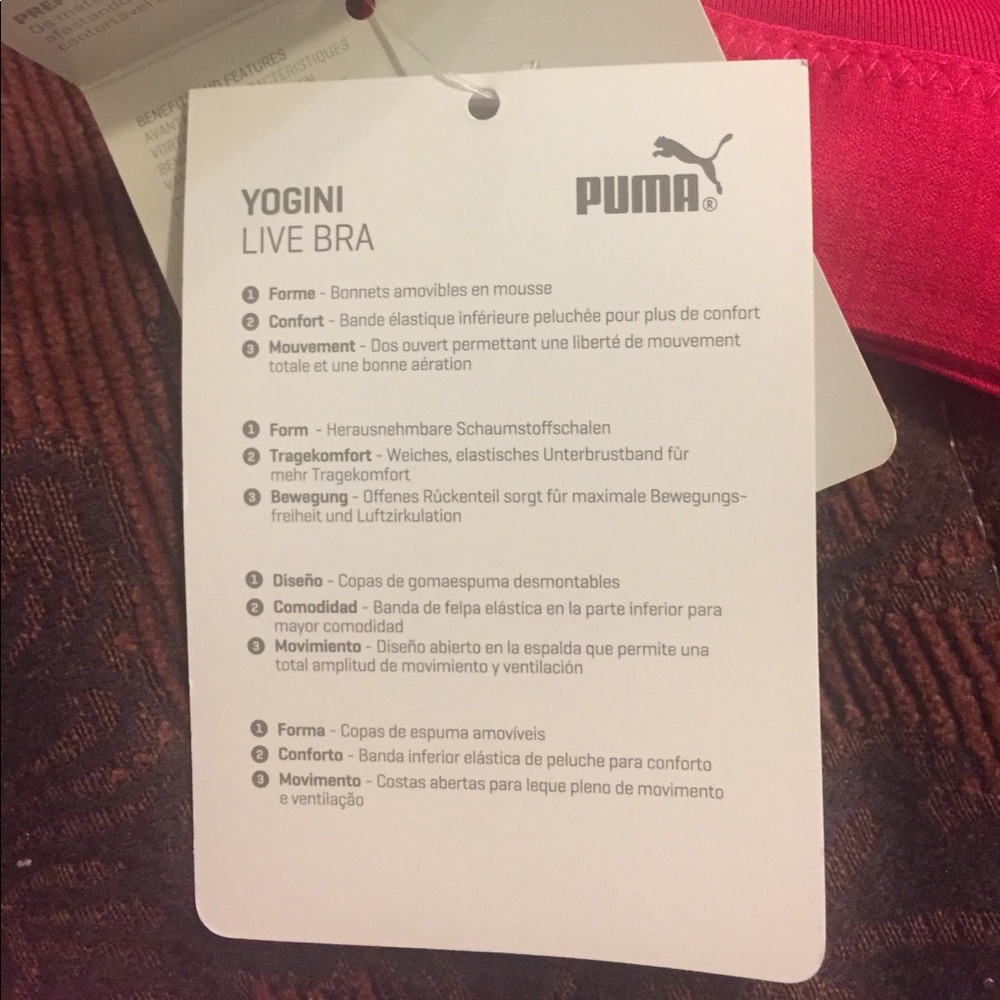 BENEFITS AND FEATURES
YOGINI
LIVE BRA
PUMA®
1 Forme - Bonnets amovibles en mousse
2 Confort - Bande élastique inférieure peluchée pour plus de confort
3 Mouvement - Dos ouvert permettant une liberté de mouvement
totale et une bonne aération
1 Form - Herausnehmbare Schaumstoffschalen
2 Tragekomfort - Weiches, elastisches Unterbrustband für
mehr Tragekomfort
3 Bewegung - Offenes Rückenteil sorgt für maximale Bewegungs-
freiheit und Luftzirkulation
1 Diseño - Copas de gomaespuma desmontables
2 Comodidad - Banda de felpa elástica en la parte inferior para
mayor comodidad
3 Movimiento - Diseño abierto en la espalda que permite una
total amplitud de movimiento y ventilación
1 Forma - Copas de espuma amovíveis
2 Conforto - Banda inferior elástica de peluche para conforto
3 Movimento - Costas abertas para leque pleno de movimento
e ventilação